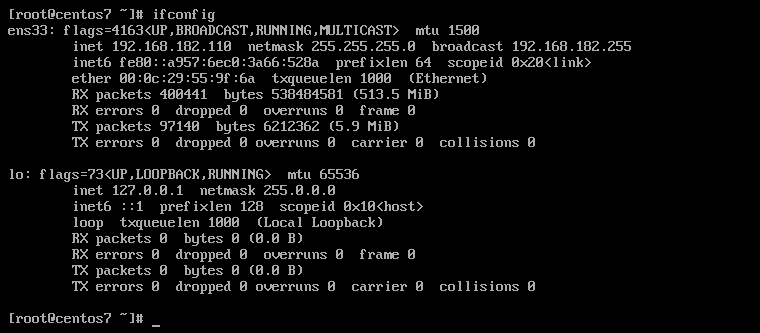 [root@centos7 ~]# ifconfig
ens33: flags=4163<UP,BROADCAST,RUNNING,MULTICAST>  mtu 1500
        inet 192.168.182.110  netmask 255.255.255.0  broadcast 192.168.182.255
        inet6 fe80::a957:6ec0:3a66:528a  prefixlen 64  scopeid 0x20<link>
        ether 00:0c:29:55:9f:6a  txqueuelen 1000  (Ethernet)
        RX packets 400441  bytes 538484581 (513.5 MiB)
        RX errors 0  dropped 0  overruns 0  frame 0
        TX packets 97140  bytes 6212362 (5.9 MiB)
        TX errors 0  dropped 0 overruns 0  carrier 0  collisions 0

lo: flags=73<UP,LOOPBACK,RUNNING>  mtu 65536
        inet 127.0.0.1  netmask 255.0.0.0
        inet6 ::1  prefixlen 128  scopeid 0x10<host>
        loop  txqueuelen 1000  (Local Loopback)
        RX packets 0  bytes 0 (0.0 B)
        RX errors 0  dropped 0  overruns 0  frame 0
        TX packets 0  bytes 0 (0.0 B)
        TX errors 0  dropped 0 overruns 0  carrier 0  collisions 0

[root@centos7 ~]# _